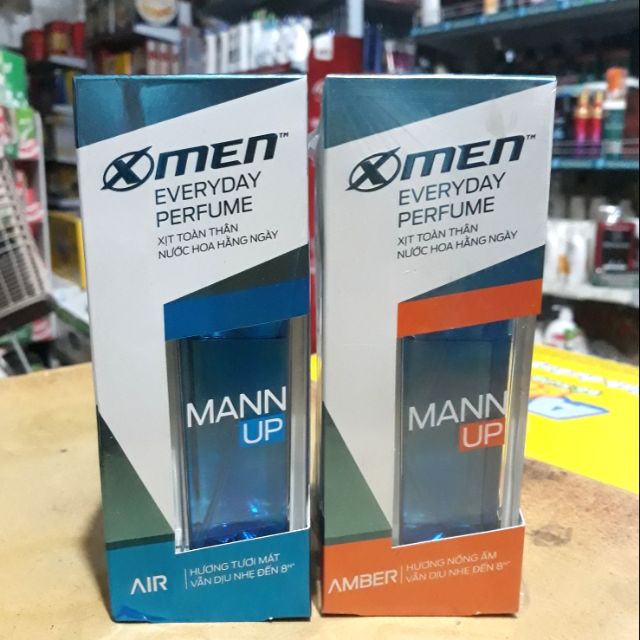 XMEN™
EVERYDAY
PERFUME
XỊT TOÀN THÂN
NƯỚC HOA HẰNG NGÀY
MANN
UP
AIR
HƯƠNG TƯƠI MÁT
VẪN DỊU NHẸ ĐẾN 8H*
XMEN™
EVERYDAY
PERFUME
XỊT TOÀN THÂN
NƯỚC HOA HẰNG NGÀY
MANN
UP
AMBER
HƯƠNG NỒNG ẤM
VẪN DỊU NHẸ ĐẾN 8H*